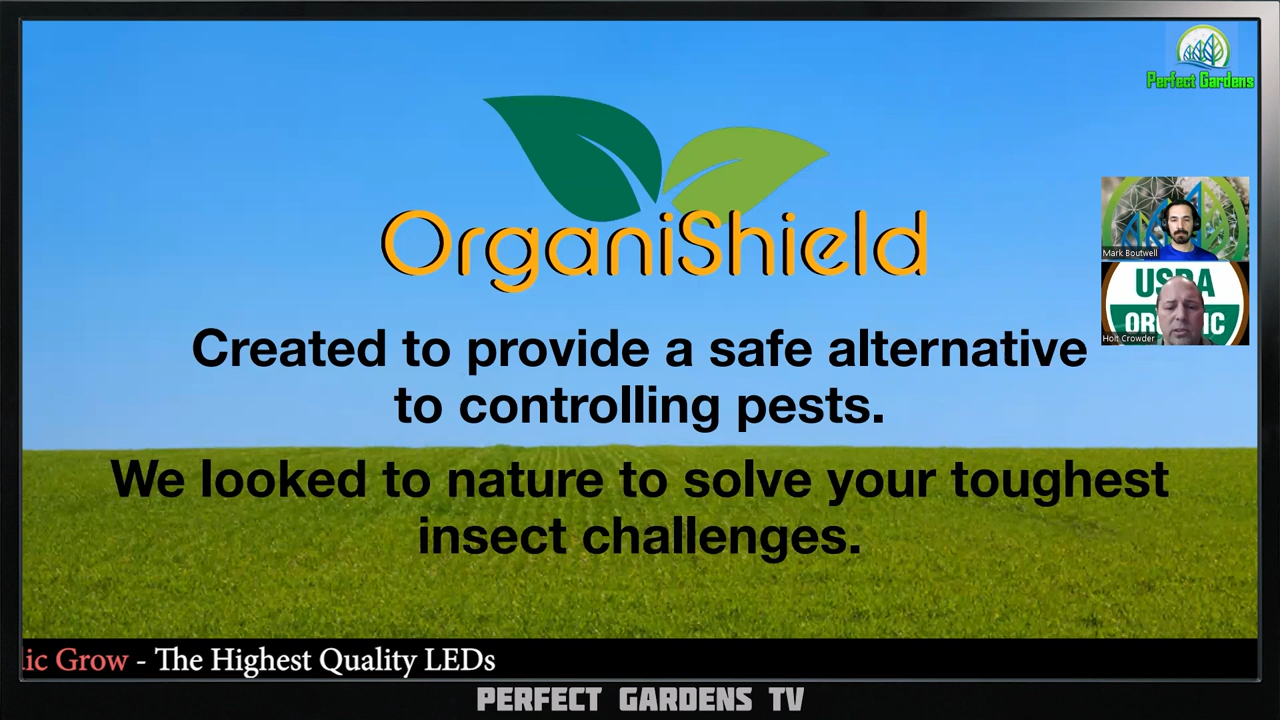 Perfect Gardens
OrganiShield
Mark Boutwell
USDA
ORGANIC
Holt Crowder
Created to provide a safe alternative
to controlling pests.
We looked to nature to solve your toughest
insect challenges.
ic Grow - The Highest Quality LEDs
PERFECT GARDENS TV